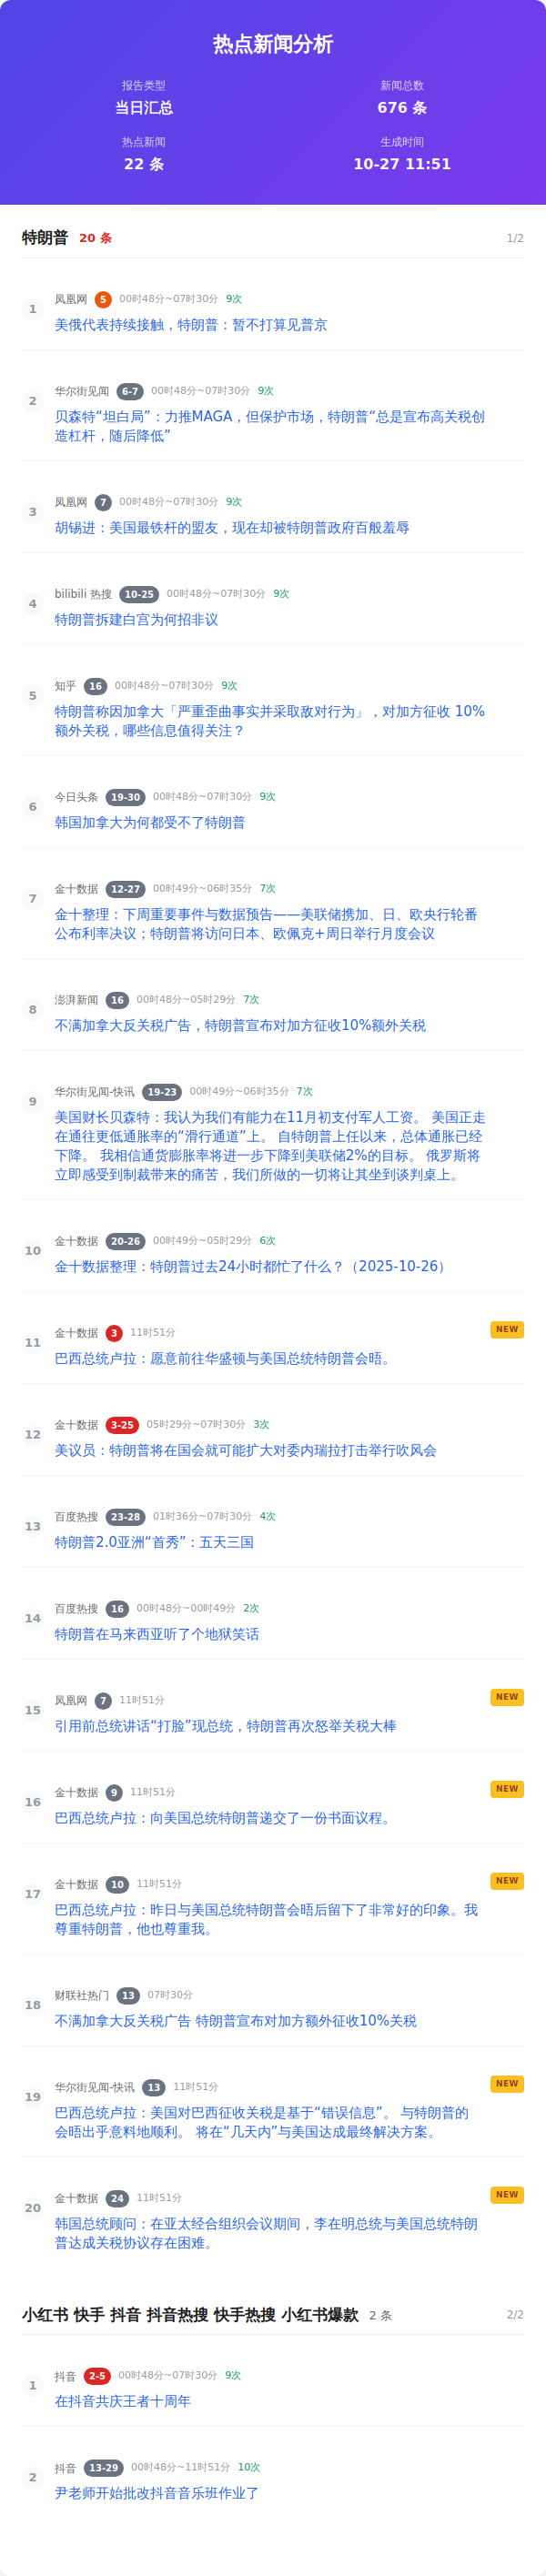 热点新闻分析
报告类型
当日汇总
新闻总数
676 条
热点新闻
22 条
生成时间
10-27 11:51
特朗普 20 条 1/2
1
凤凰网 5 00时48分~07时30分 9次
美俄代表持续接触，特朗普：暂不打算见普京
2
华尔街见闻 6-7 00时48分~07时30分 9次
贝森特“坦白局”：力推MAGA，但保护市场，特朗普“总是宣布高关税创
造杠杆，随后降低”
3
凤凰网 7 00时48分~07时30分 9次
胡锡进：美国最铁杆的盟友，现在却被特朗普政府百般羞辱
4
bilibili 热搜 10-25 00时48分~07时30分 9次
特朗普拆建白宫为何招非议
5
知乎 16 00时48分~07时30分 9次
特朗普称因加拿大「严重歪曲事实并采取敌对行为」，对加方征收 10%
额外关税，哪些信息值得关注？
6
今日头条 19-30 00时48分~07时30分 9次
韩国加拿大为何都受不了特朗普
7
金十数据 12-27 00时49分~06时35分 7次
金十整理：下周重要事件与数据预告——美联储携加、日、欧央行轮番
公布利率决议；特朗普将访问日本、欧佩克+周日举行月度会议
8
澎湃新闻 16 00时48分~05时29分 7次
不满加拿大反关税广告，特朗普宣布对加方征收10%额外关税
9
华尔街见闻-快讯 19-23 00时49分~06时35分 7次
美国财长贝森特：我认为我们有能力在11月初支付军人工资。 美国正走
在通往更低通胀率的“滑行通道”上。 自特朗普上任以来，总体通胀已经
下降。 我相信通货膨胀率将进一步下降到美联储2%的目标。 俄罗斯将
立即感受到制裁带来的痛苦，我们所做的一切将让其坐到谈判桌上。
10
金十数据 20-26 00时49分~05时29分 6次
金十数据整理：特朗普过去24小时都忙了什么？（2025-10-26）
11
金十数据 3 11时51分 NEW
巴西总统卢拉：愿意前往华盛顿与美国总统特朗普会晤。
12
金十数据 3-25 05时29分~07时30分 3次
美议员：特朗普将在国会就可能扩大对委内瑞拉打击举行吹风会
13
百度热搜 23-28 01时36分~07时30分 4次
特朗普2.0亚洲“首秀”：五天三国
14
百度热搜 16 00时48分~00时49分 2次
特朗普在马来西亚听了个地狱笑话
15
凤凰网 7 11时51分 NEW
引用前总统讲话“打脸”现总统，特朗普再次怒举关税大棒
16
金十数据 9 11时51分 NEW
巴西总统卢拉：向美国总统特朗普递交了一份书面议程。
17
金十数据 10 11时51分 NEW
巴西总统卢拉：昨日与美国总统特朗普会晤后留下了非常好的印象。我
尊重特朗普，他也尊重我。
18
财联社热门 13 07时30分
不满加拿大反关税广告 特朗普宣布对加方额外征收10%关税
19
华尔街见闻-快讯 13 11时51分 NEW
巴西总统卢拉：美国对巴西征收关税是基于“错误信息”。 与特朗普的
会晤出乎意料地顺利。 将在“几天内”与美国达成最终解决方案。
20
金十数据 24 11时51分 NEW
韩国总统顾问：在亚太经合组织会议期间，李在明总统与美国总统特朗
普达成关税协议存在困难。
小红书 快手 抖音 抖音热搜 快手热搜 小红书爆款 2 条 2/2
1
抖音 2-5 00时48分~07时30分 9次
在抖音共庆王者十周年
2
抖音 13-29 00时48分~11时51分 10次
尹老师开始批改抖音音乐班作业了